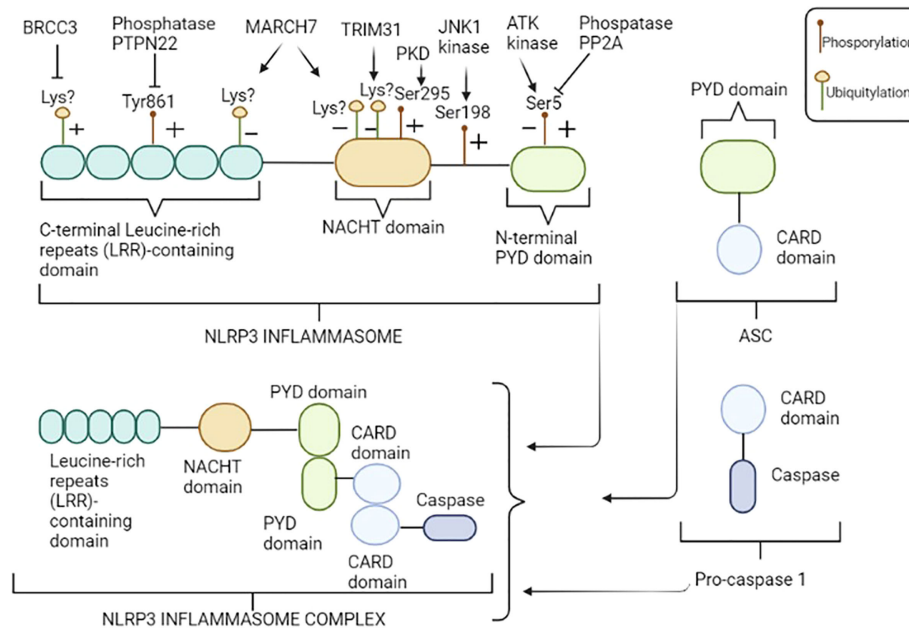 BRCC3
Phosphatase
PTPN22
MARCH7
TRIM31
PKD
JNK1
kinase
ATK
kinase
Phospatase
PP2A
Phosporylation
Ubiquitylation
Lys?
Tyr861
Lys?
Lys?
Lys?
Ser295
Ser198
Ser5
+
+
–
–
–
+
+
–
+
C-terminal Leucine-rich
repeats (LRR)-containing
domain
NACHT domain
N-terminal
PYD domain
NLRP3 INFLAMMASOME
PYD domain
CARD
domain
ASC
CARD
domain
Caspase
Pro-caspase 1
PYD domain
CARD
domain
Caspase
Leucine-rich
repeats
(LRR)-
containing
domain
NACHT
domain
PYD
domain
CARD
domain
NLRP3 INFLAMMASOME COMPLEX